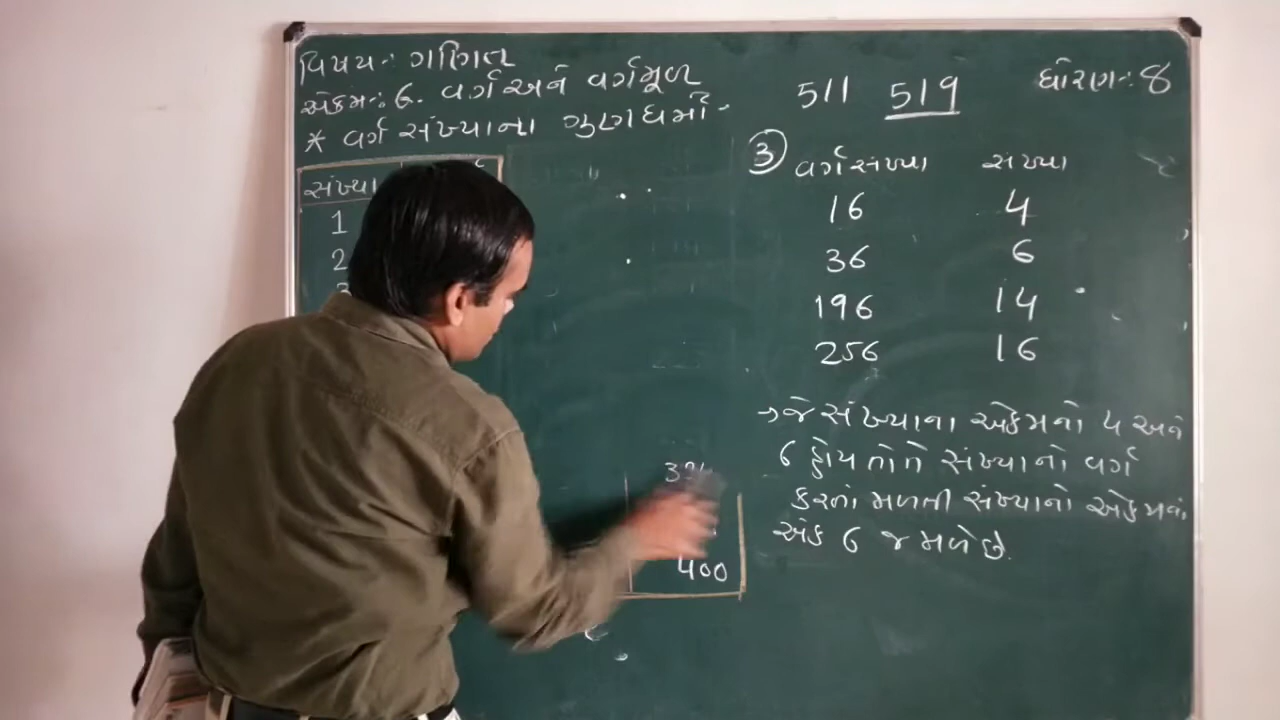 વિષય:- ગણિત
એકમ:- 6. વર્ગ અને વર્ગમૂળ
* વર્ગ સંખ્યાના ગુણધર્મો -
511 519
ધોરણ:- 8
સંખ્યા
1
2
3
400
③ વર્ગસંખ્યા સંખ્યા
16 4
36 6
196 14
256 16
→ જે સંખ્યાના એકમનો 4 અને
6 હોય તો તે સંખ્યાનો વર્ગ
કરતાં મળતી સંખ્યાનો એકમનો
અંક 6 જ મળે છે.